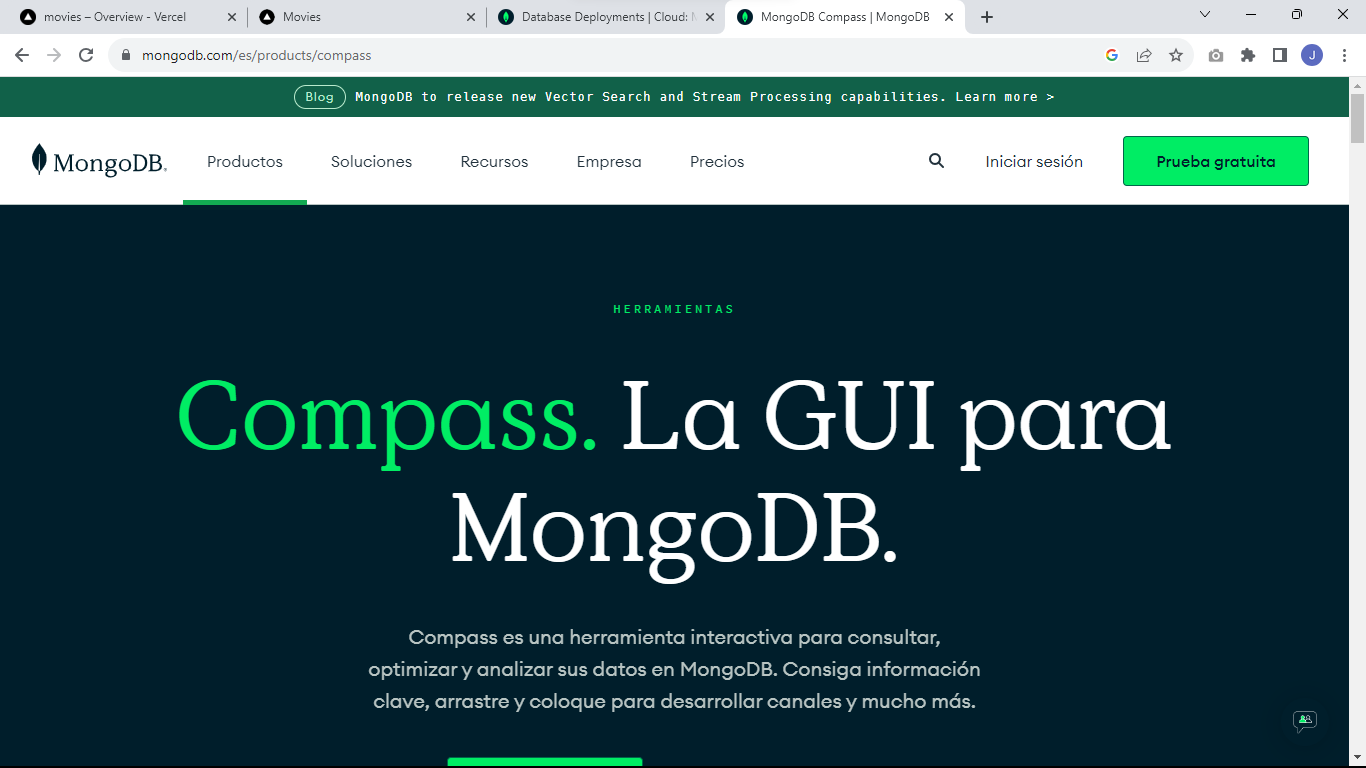 movies – Overview - Vercel
Movies
Database Deployments | Cloud:
MongoDB Compass | MongoDB
mongodb.com/es/products/compass
J
Blog MongoDB to release new Vector Search and Stream Processing capabilities. Learn more >
MongoDB.
Productos
Soluciones
Recursos
Empresa
Precios
Iniciar sesión
Prueba gratuita
HERRAMIENTAS
Compass. La GUI para
MongoDB.
Compass es una herramienta interactiva para consultar,
optimizar y analizar sus datos en MongoDB. Consiga información
clave, arrastre y coloque para desarrollar canales y mucho más.